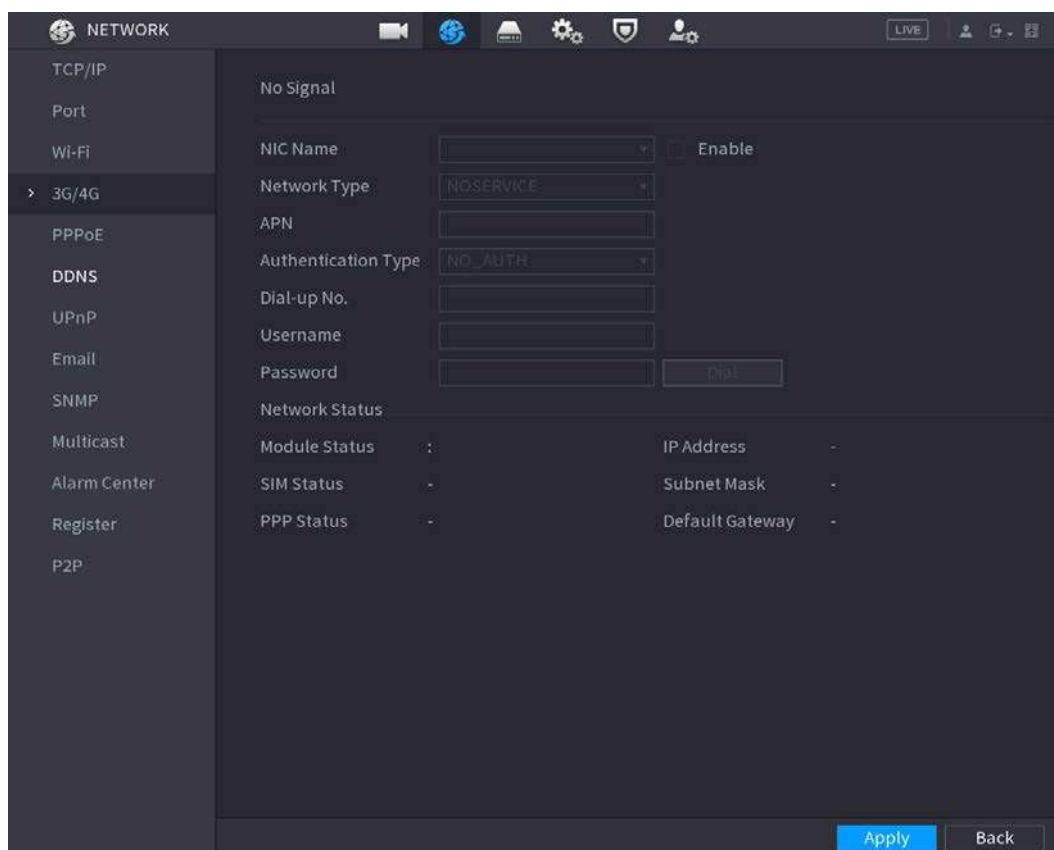 NETWORK
LIVE
TCP/IP
Port
Wi-Fi
3G/4G
PPPoE
DDNS
UPnP
Email
SNMP
Multicast
Alarm Center
Register
P2P
No Signal
NIC Name Enable
Network Type NOSERVICE
APN
Authentication Type NO_AUTH
Dial-up No.
Username
Password Dial
Network Status
Module Status : IP Address -
SIM Status - Subnet Mask -
PPP Status - Default Gateway -
Apply Back